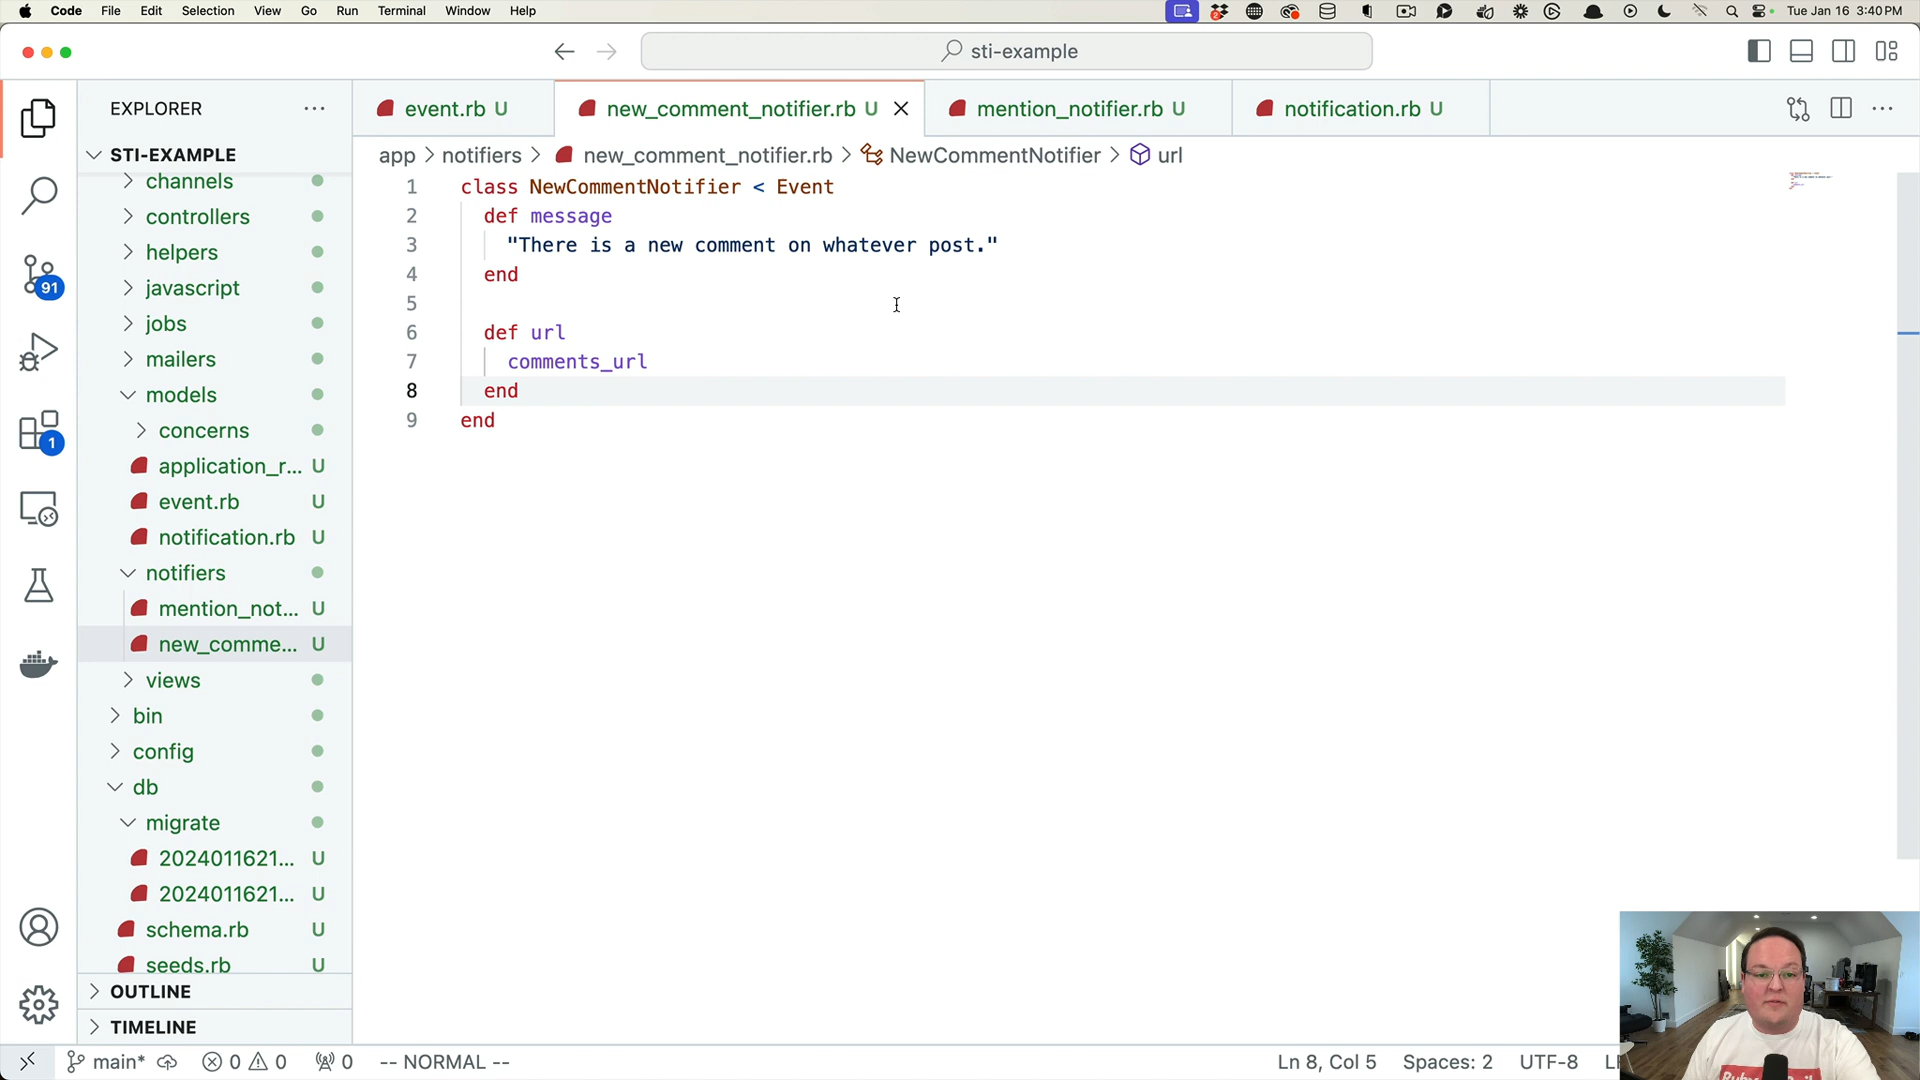 Code File Edit Selection View Go Run Terminal Window Help
Tue Jan 16 3:40 PM
sti-example
EXPLORER
event.rb U
new_comment_notifier.rb U
mention_notifier.rb U
notification.rb U
STI-EXAMPLE
app > notifiers > new_comment_notifier.rb > NewCommentNotifier > url
channels
controllers
helpers
javascript
jobs
mailers
models
concerns
application_r... U
event.rb U
notification.rb U
notifiers
mention_not... U
new_comme... U
views
bin
config
db
migrate
2024011621... U
2024011621... U
schema.rb U
seeds.rb U
OUTLINE
TIMELINE
91
1
1 class NewCommentNotifier < Event
2 def message
3 "There is a new comment on whatever post."
4 end
5
6 def url
7 comments_url
8 end
9 end
main* 0 0 0 -- NORMAL --
Ln 8, Col 5 Spaces: 2 UTF-8